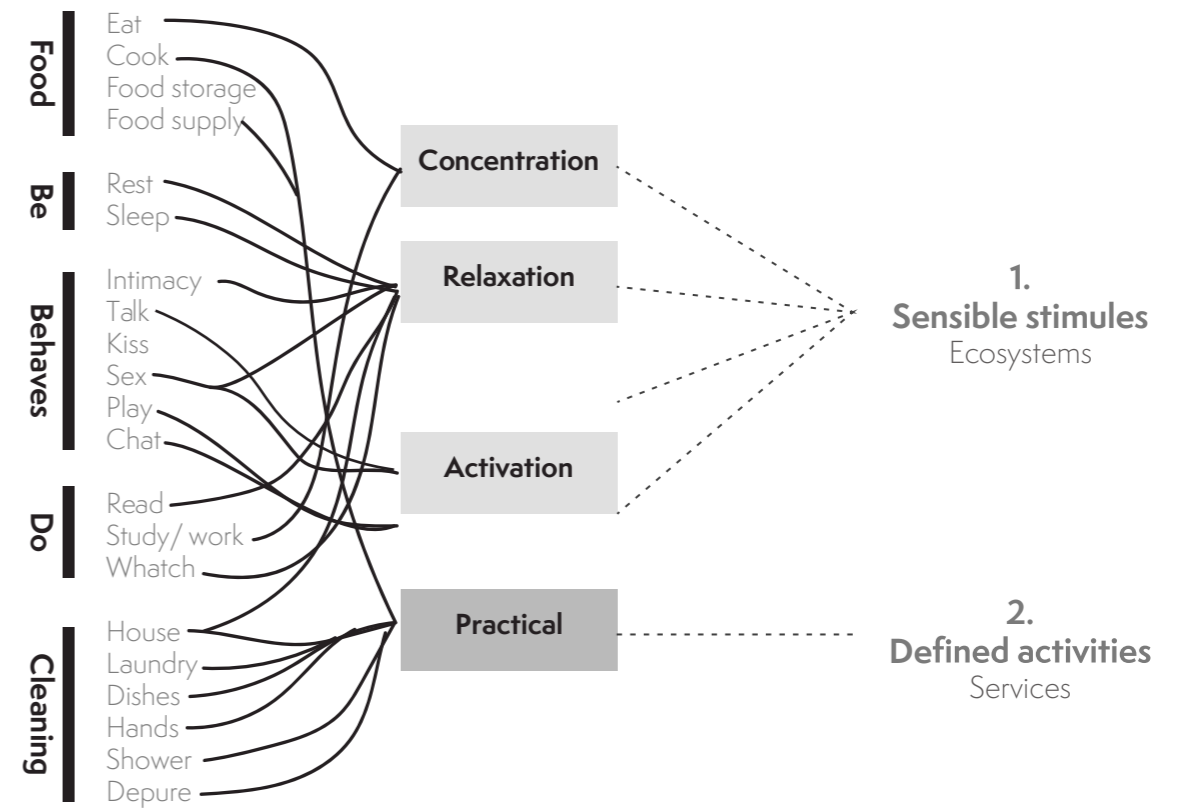 Food
Eat
Cook
Food storage
Food supply
Be
Rest
Sleep
Behaves
Intimacy
Talk
Kiss
Sex
Play
Chat
Do
Read
Study/ work
Whatch
Cleaning
House
Laundry
Dishes
Hands
Shower
Depure
Concentration
Relaxation
Activation
Practical
1.
Sensible stimules
Ecosystems
2.
Defined activities
Services